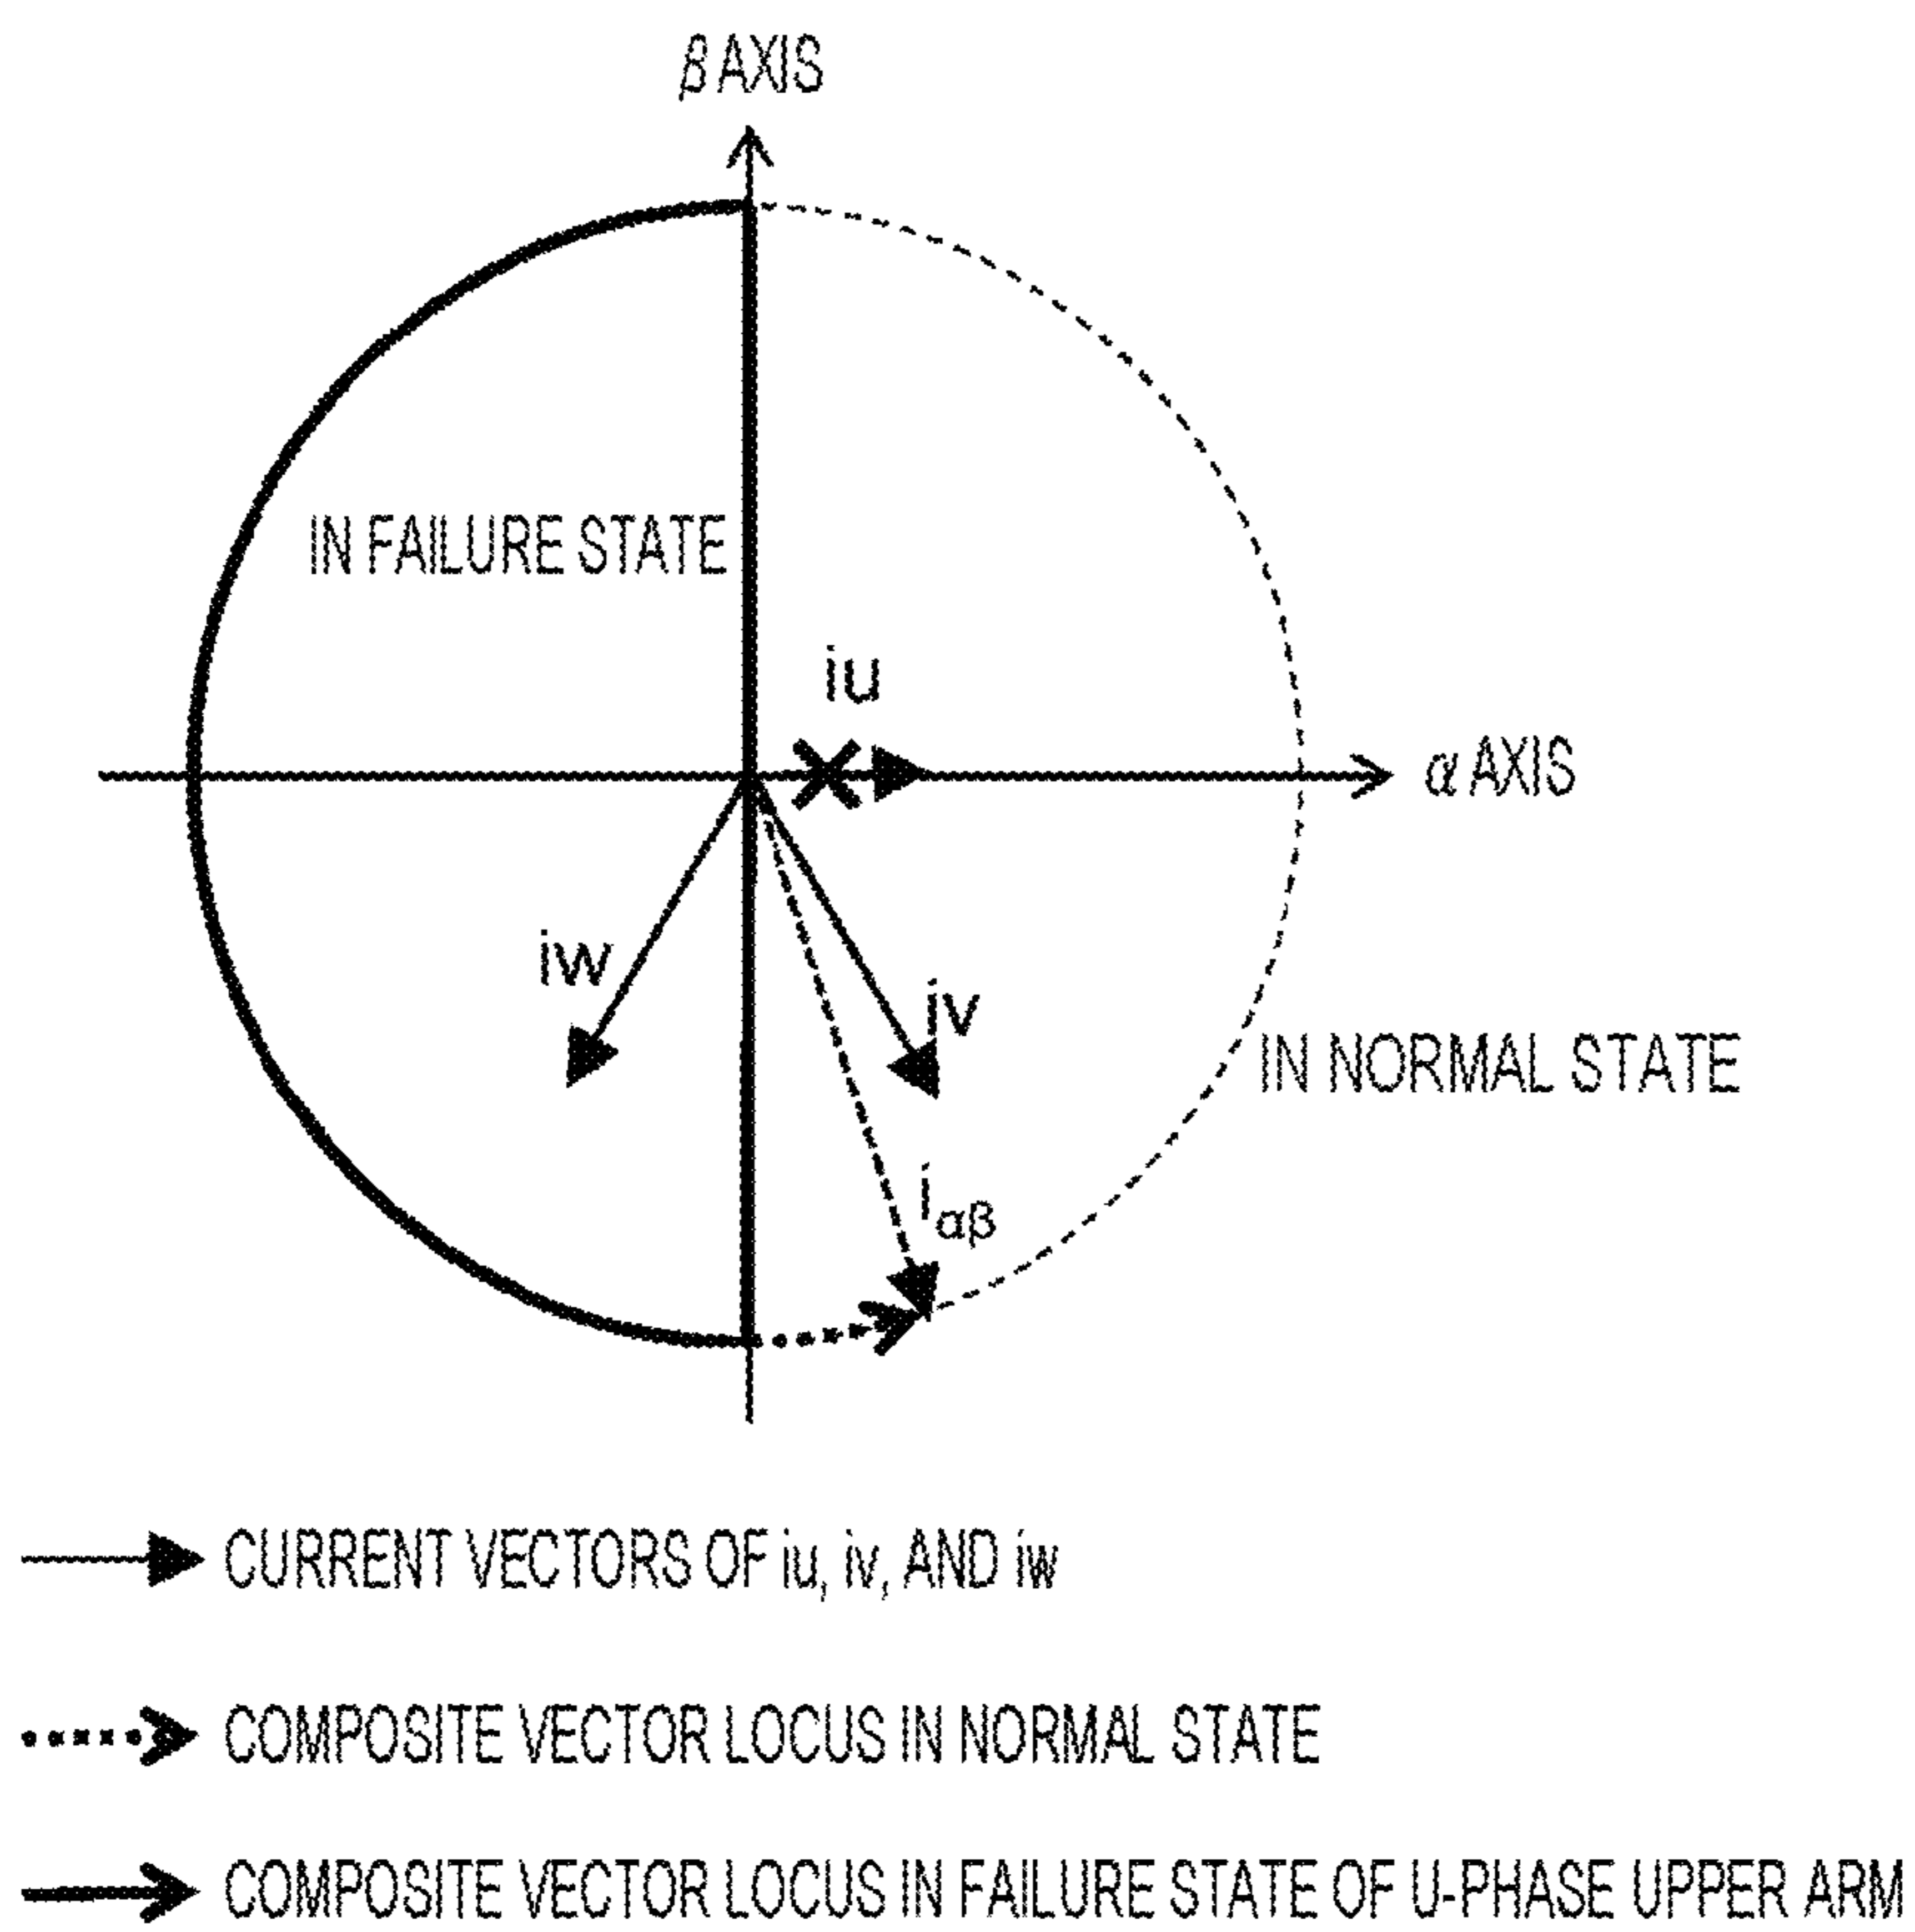 β AXIS
IN FAILURE STATE
iu
α AXIS
iw
iv
IN NORMAL STATE
iαβ
CURRENT VECTORS OF iu, iv, AND iw
COMPOSITE VECTOR LOCUS IN NORMAL STATE
COMPOSITE VECTOR LOCUS IN FAILURE STATE OF U-PHASE UPPER ARM